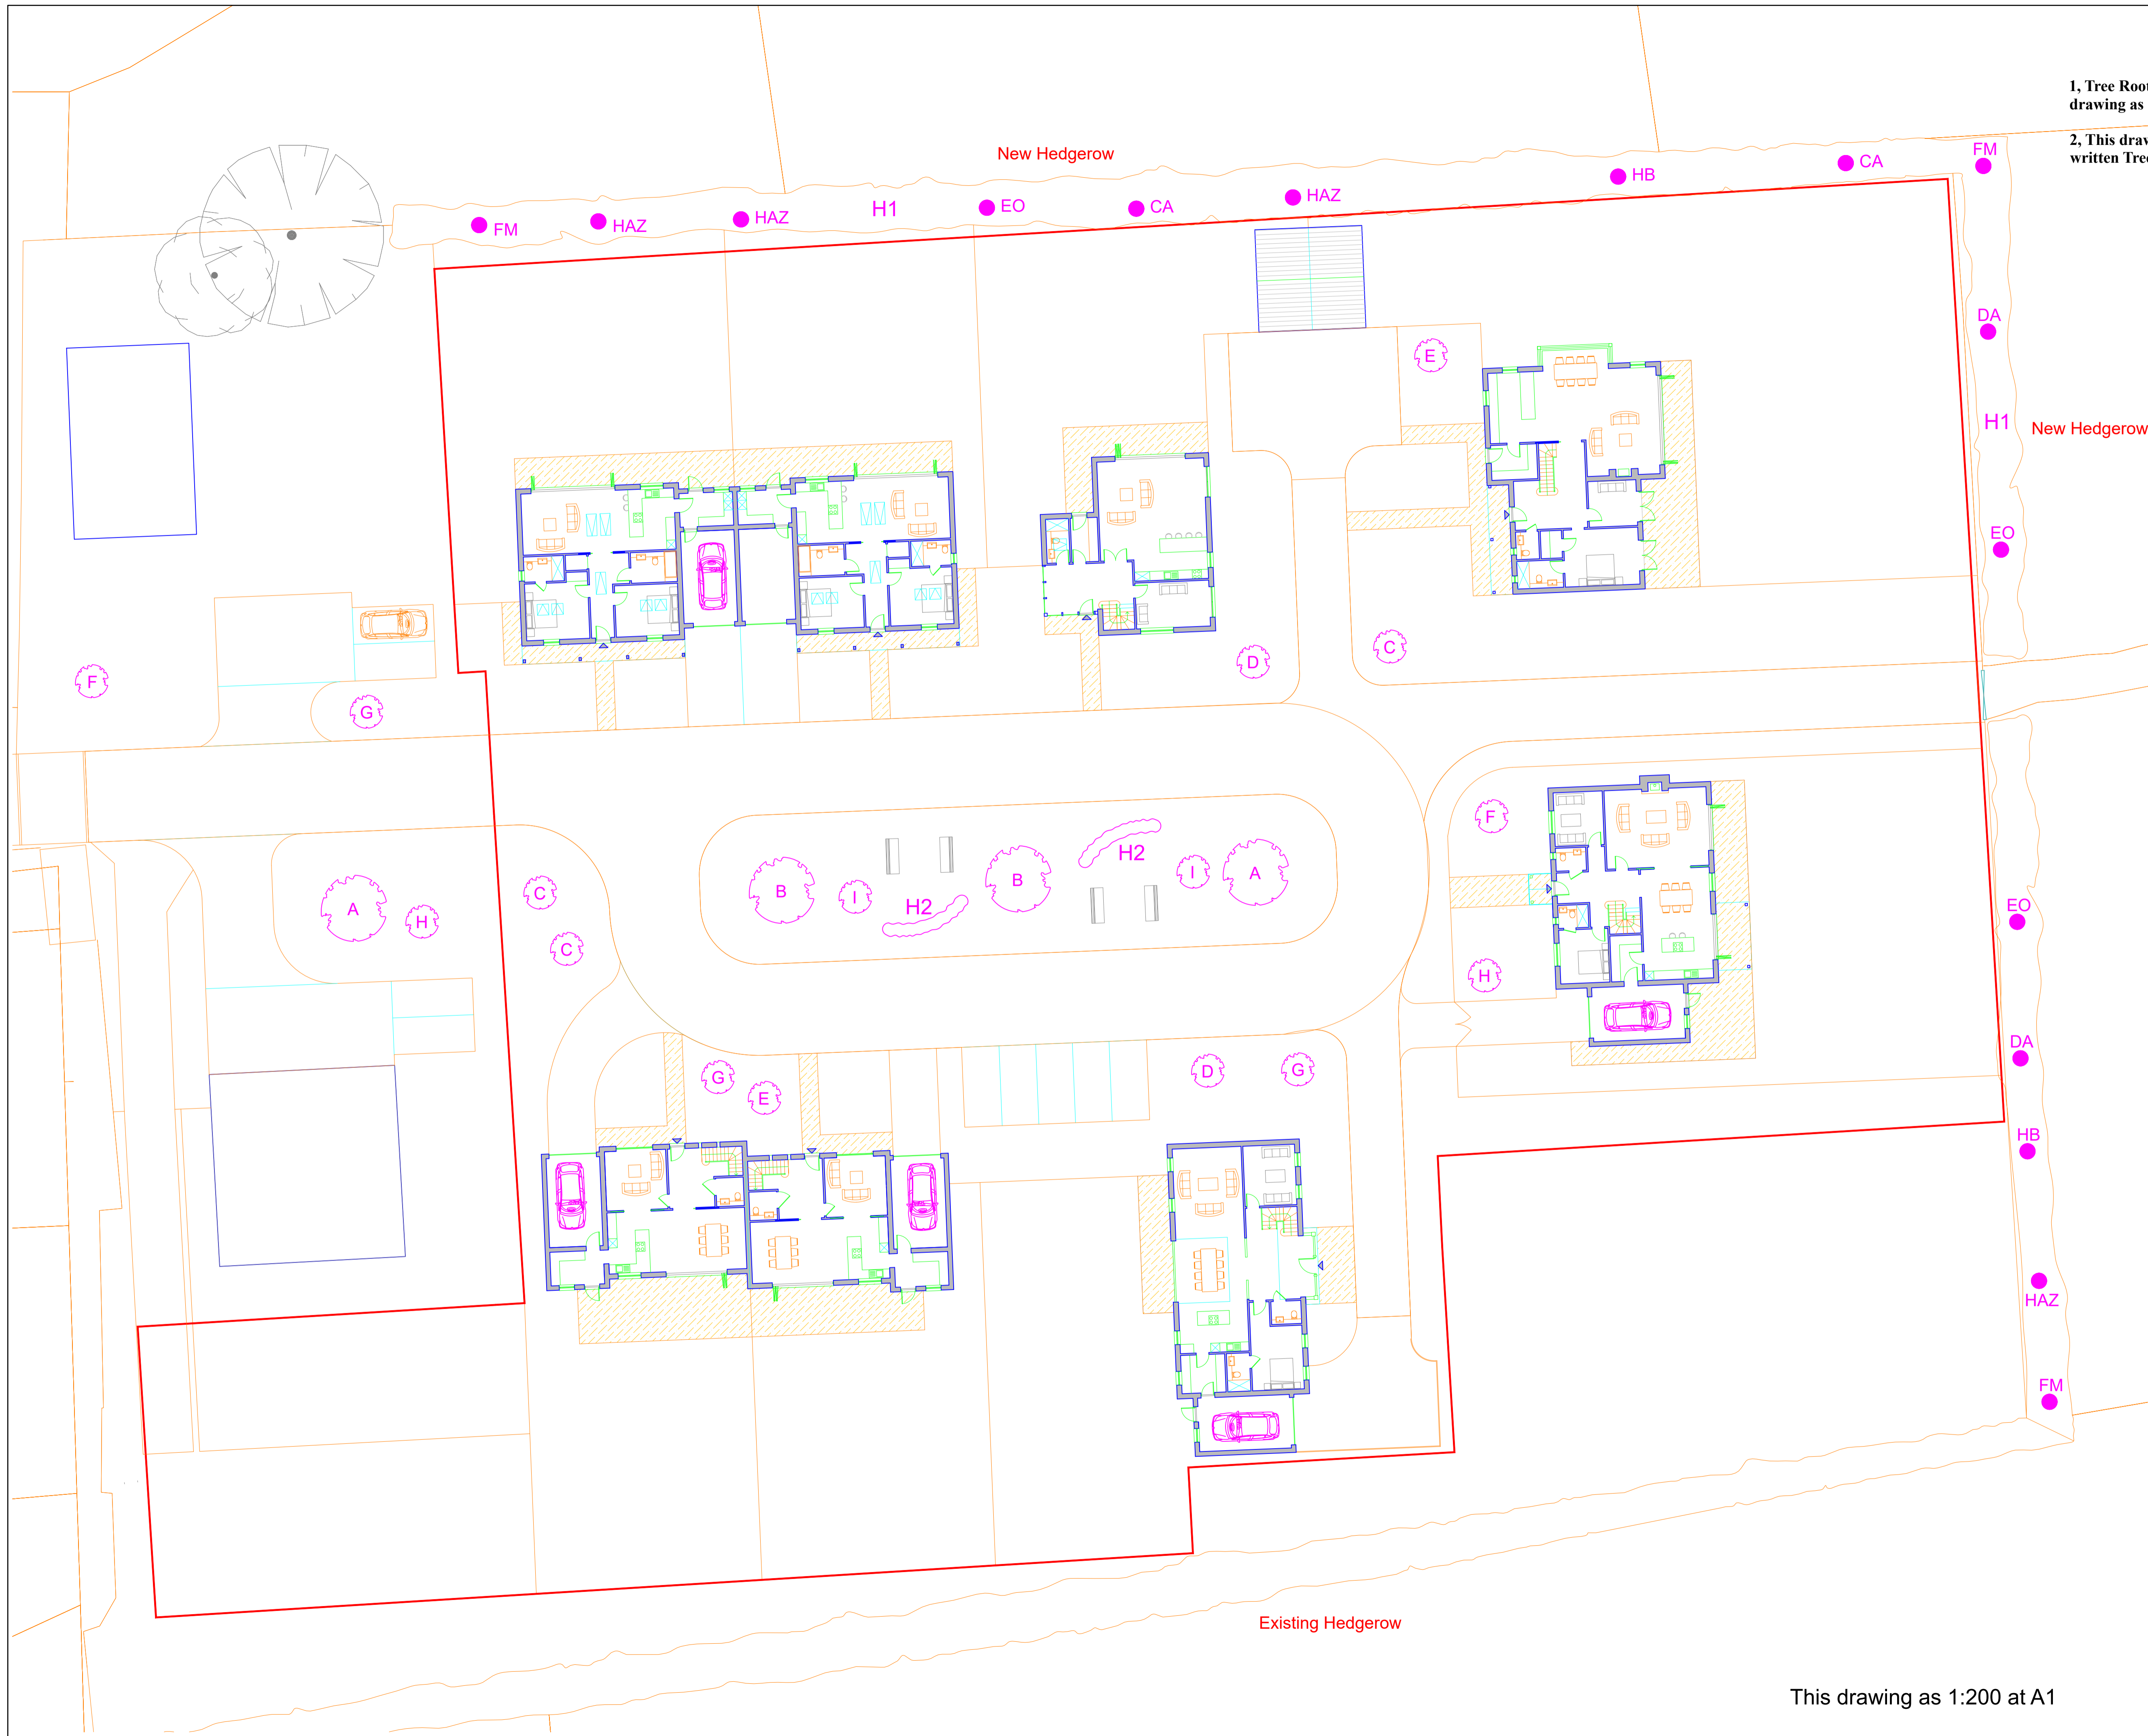 1, Tree Root
drawing as
2, This draw
written Tree
New Hedgerow
FM
CA
HB
HAZ
CA
EO
H1
HAZ
HAZ
FM
DA
E
H1
New Hedgerow
EO
C
D
F
G
F
H2
I
A
B
B
I
H2
C
A
H
C
H
EO
DA
G
E
D
G
HB
HAZ
FM
Existing Hedgerow
This drawing as 1:200 at A1